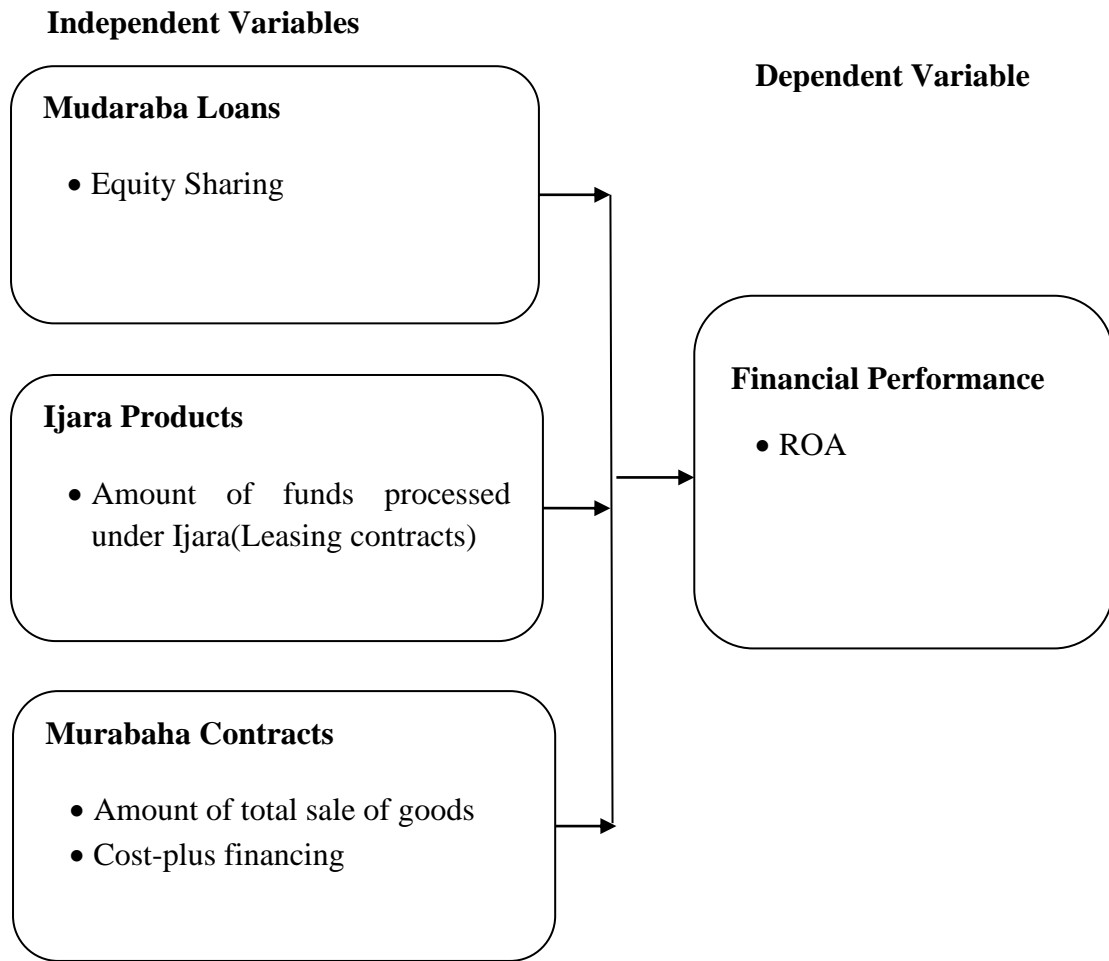 Independent Variables
Dependent Variable
Mudaraba Loans
• Equity Sharing
Ijara Products
• Amount of funds processed
under Ijara(Leasing contracts)
Murabaha Contracts
• Amount of total sale of goods
• Cost-plus financing
Financial Performance
• ROA